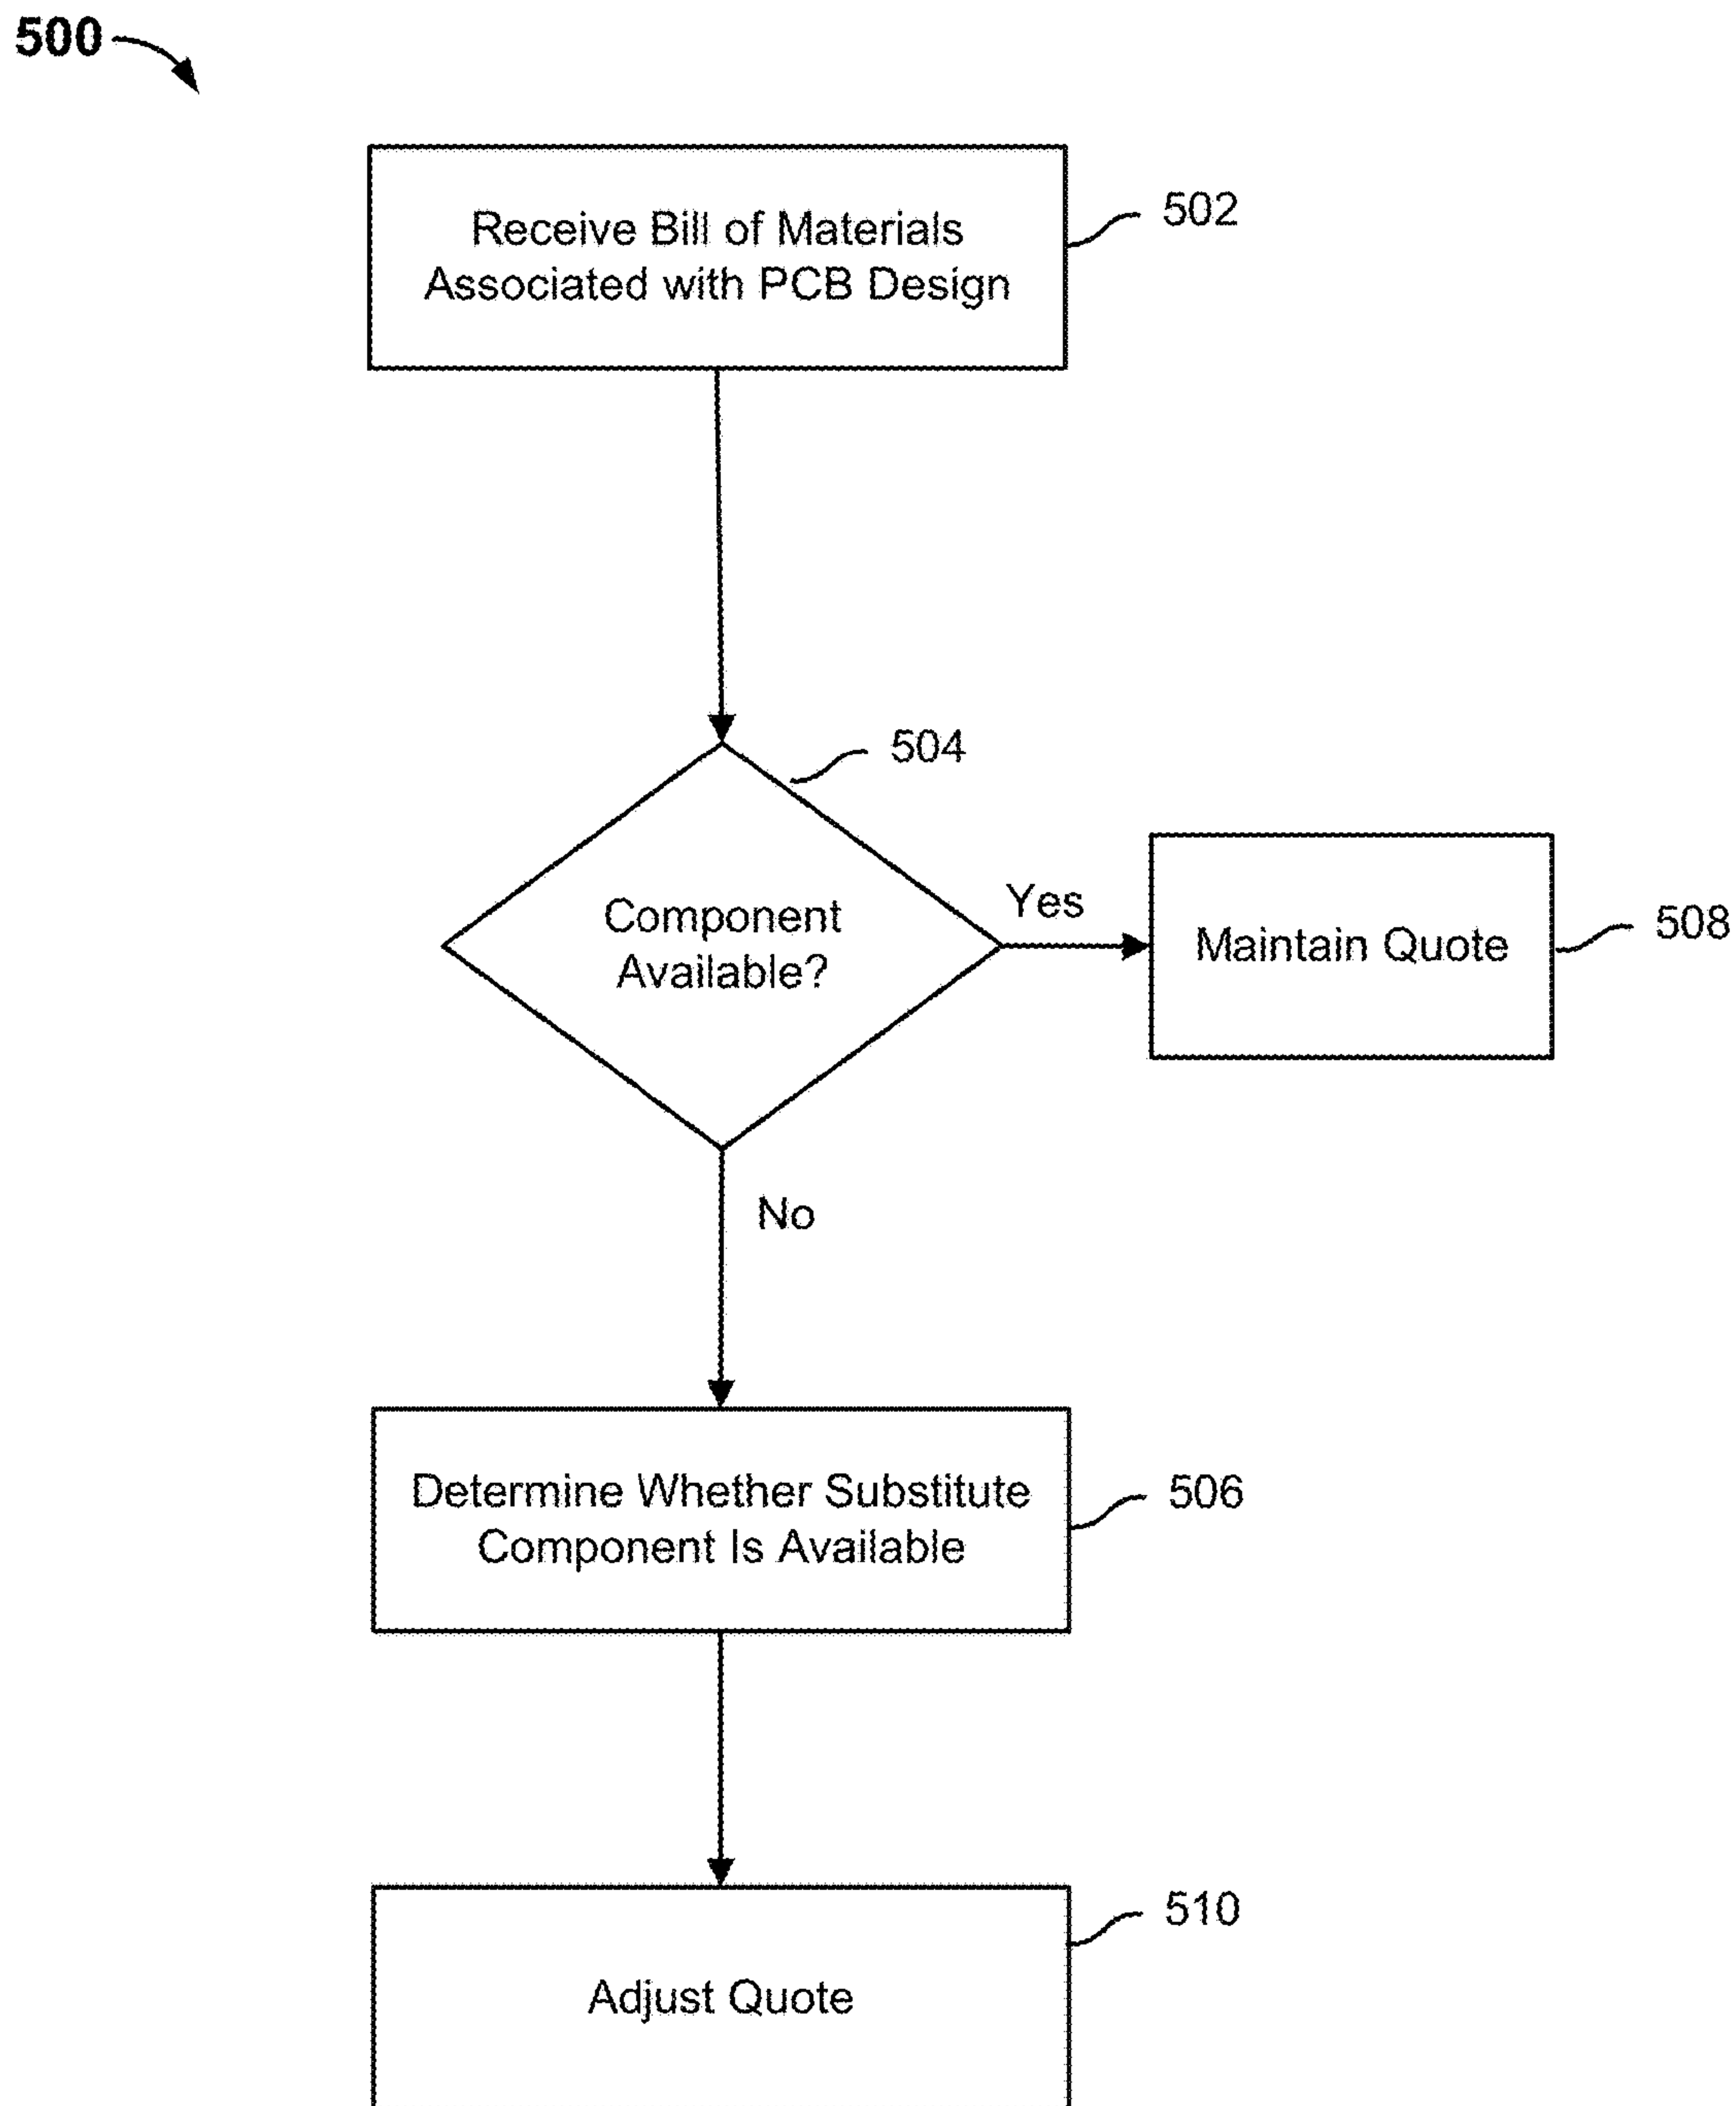 500
Receive Bill of Materials
Associated with PCB Design
502
504
Component
Available?
Yes
Maintain Quote
508
No
Determine Whether Substitute
Component Is Available
506
510
Adjust Quote